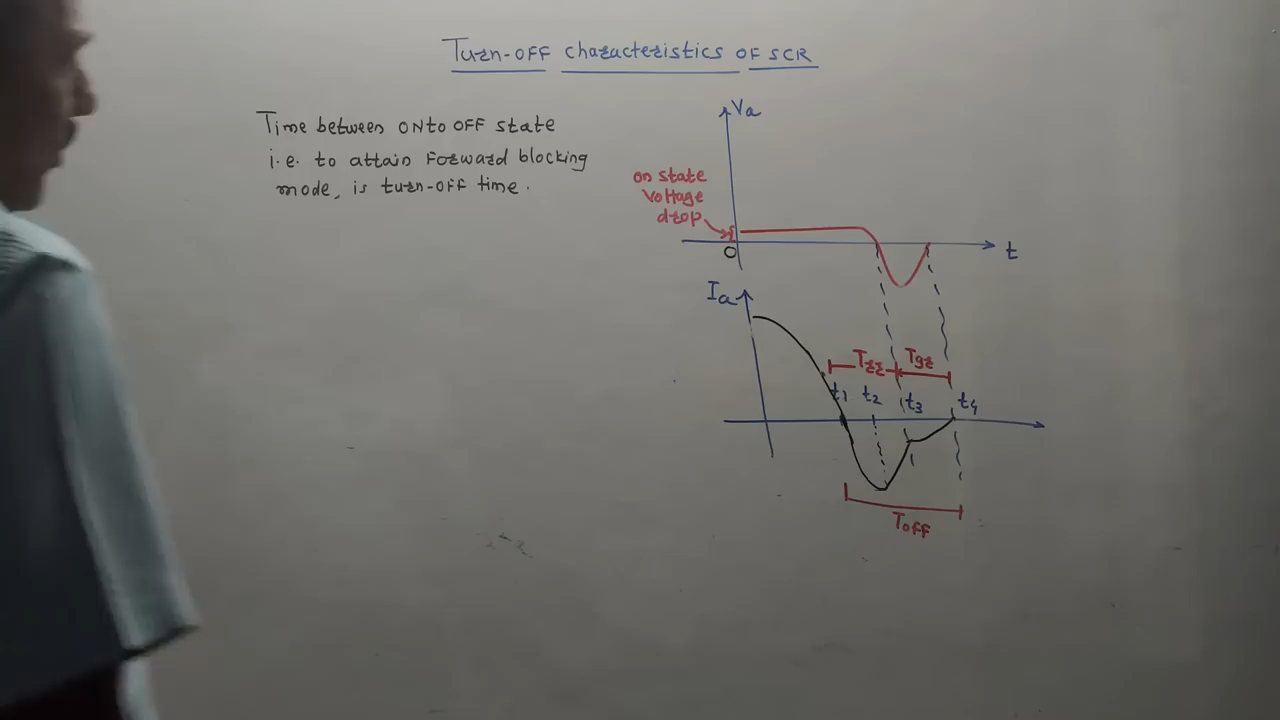 Turn-OFF characteristics OF SCR
Time between ON to OFF state
i.e. to attain Forward blocking
mode, is turn-OFF time.
Va
on state
Voltage
drop
O
t
Ia
Trr
Tgr
t1
t2
t3
t4
Toff